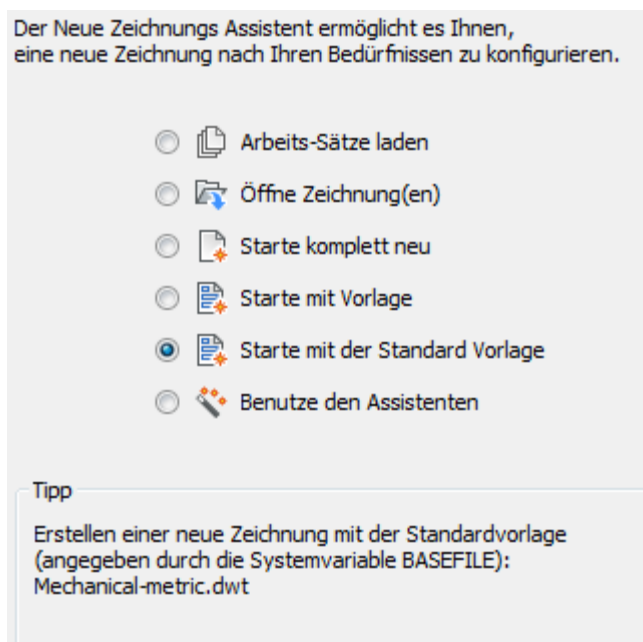 Der Neue Zeichnungs Assistent ermöglicht es Ihnen,
eine neue Zeichnung nach Ihren Bedürfnissen zu konfigurieren.
Arbeits-Sätze laden
Öffne Zeichnung(en)
Starte komplett neu
Starte mit Vorlage
Starte mit der Standard Vorlage
Benutze den Assistenten
Tipp
Erstellen einer neue Zeichnung mit der Standardvorlage
(angegeben durch die Systemvariable BASEFILE):
Mechanical-metric.dwt